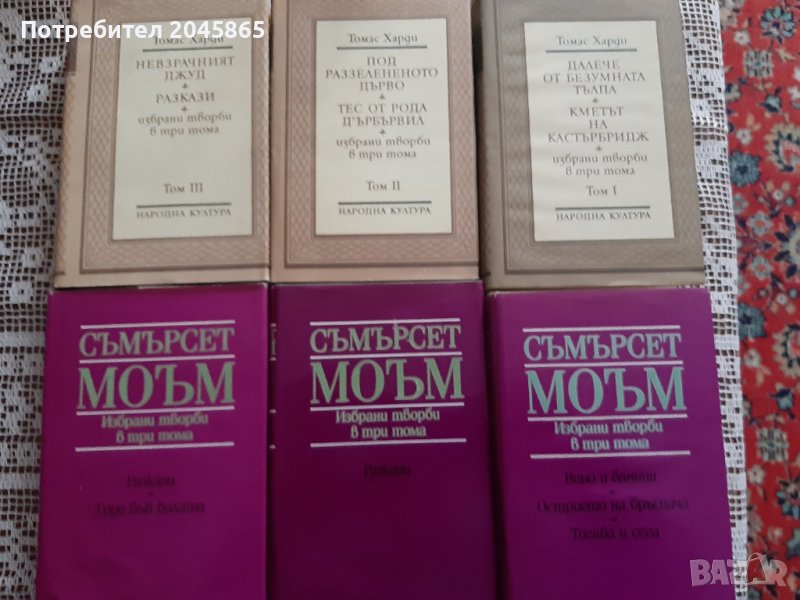 Потребител 2045865
Томас Харди
НЕВЗРАЧНИЯТ
ДЖУД
РАЗКАЗИ
избрани творби
в три тома
Том III
НАРОДНА КУЛТУРА
Томас Харди
ПОД
РАЗЗЕЛЕНЕНОТО
ДЪРВО
ТЕС ОТ РОДА
Д'ЪРБЪРВИЛ
избрани творби
в три тома
Том II
НАРОДНА КУЛТУРА
Томас Харди
ДАЛЕЧЕ
ОТ БЕЗУМНАТА
ТЪЛПА
КМЕТЪТ
НА
КАСТЪРБРИДЖ
избрани творби
в три тома
Том I
НАРОДНА КУЛТУРА
СЪМЪРСЕТ
МОЪМ
Избрани творби
в три тома
Разкази
Горе във вилата
СЪМЪРСЕТ
МОЪМ
Избрани творби
в три тома
Разкази
СЪМЪРСЕТ
МОЪМ
Избрани творби
в три тома
Вино и баници
Острието на бръснача
Тогава и сега
BAZAR